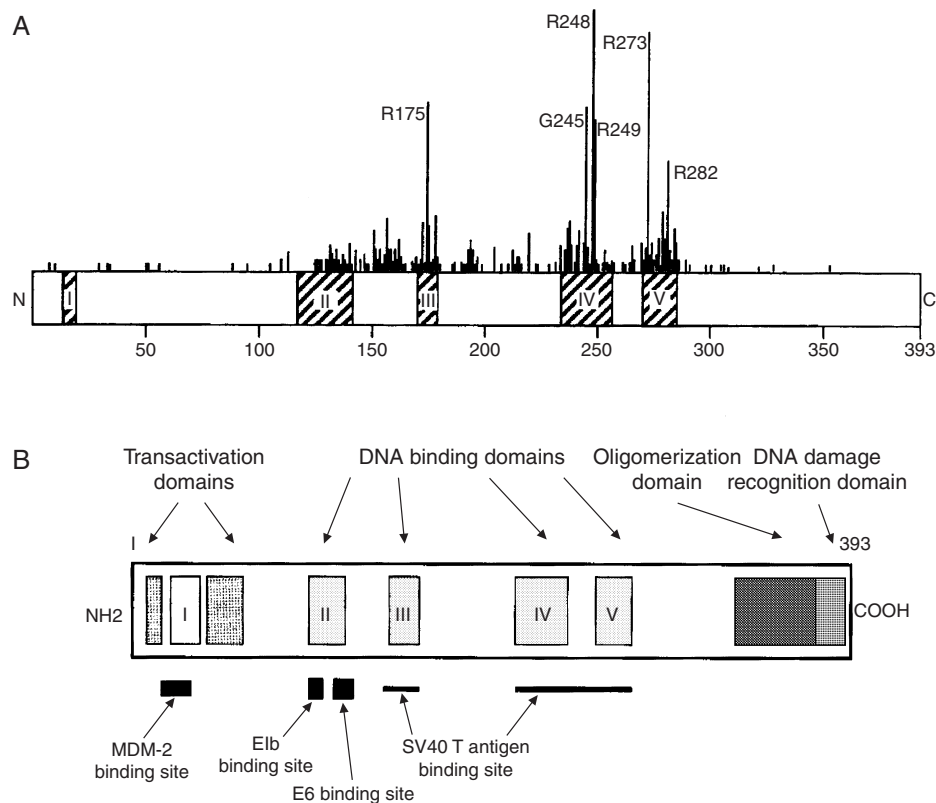 A
R248
R273
R175
G245
R249
R282
N
I
II
III
IV
V
C
50
100
150
200
250
300
350
393
B
Transactivation
domains
DNA binding domains
Oligomerization
domain
DNA damage
recognition domain
I
393
NH2
I
II
III
IV
V
COOH
MDM-2
binding site
EIb
binding site
E6 binding site
SV40 T antigen
binding site